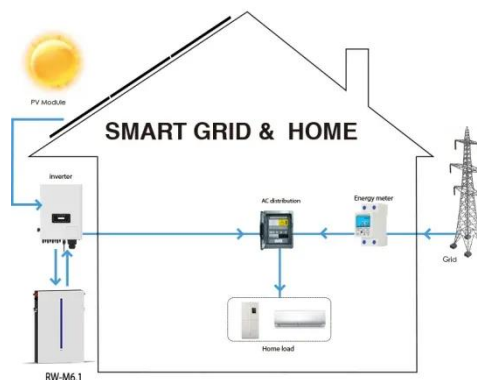 PV Module
SMART GRID & HOME
inverter
AC distribution
Energy meter
Grid
Home load
RW-M6.1